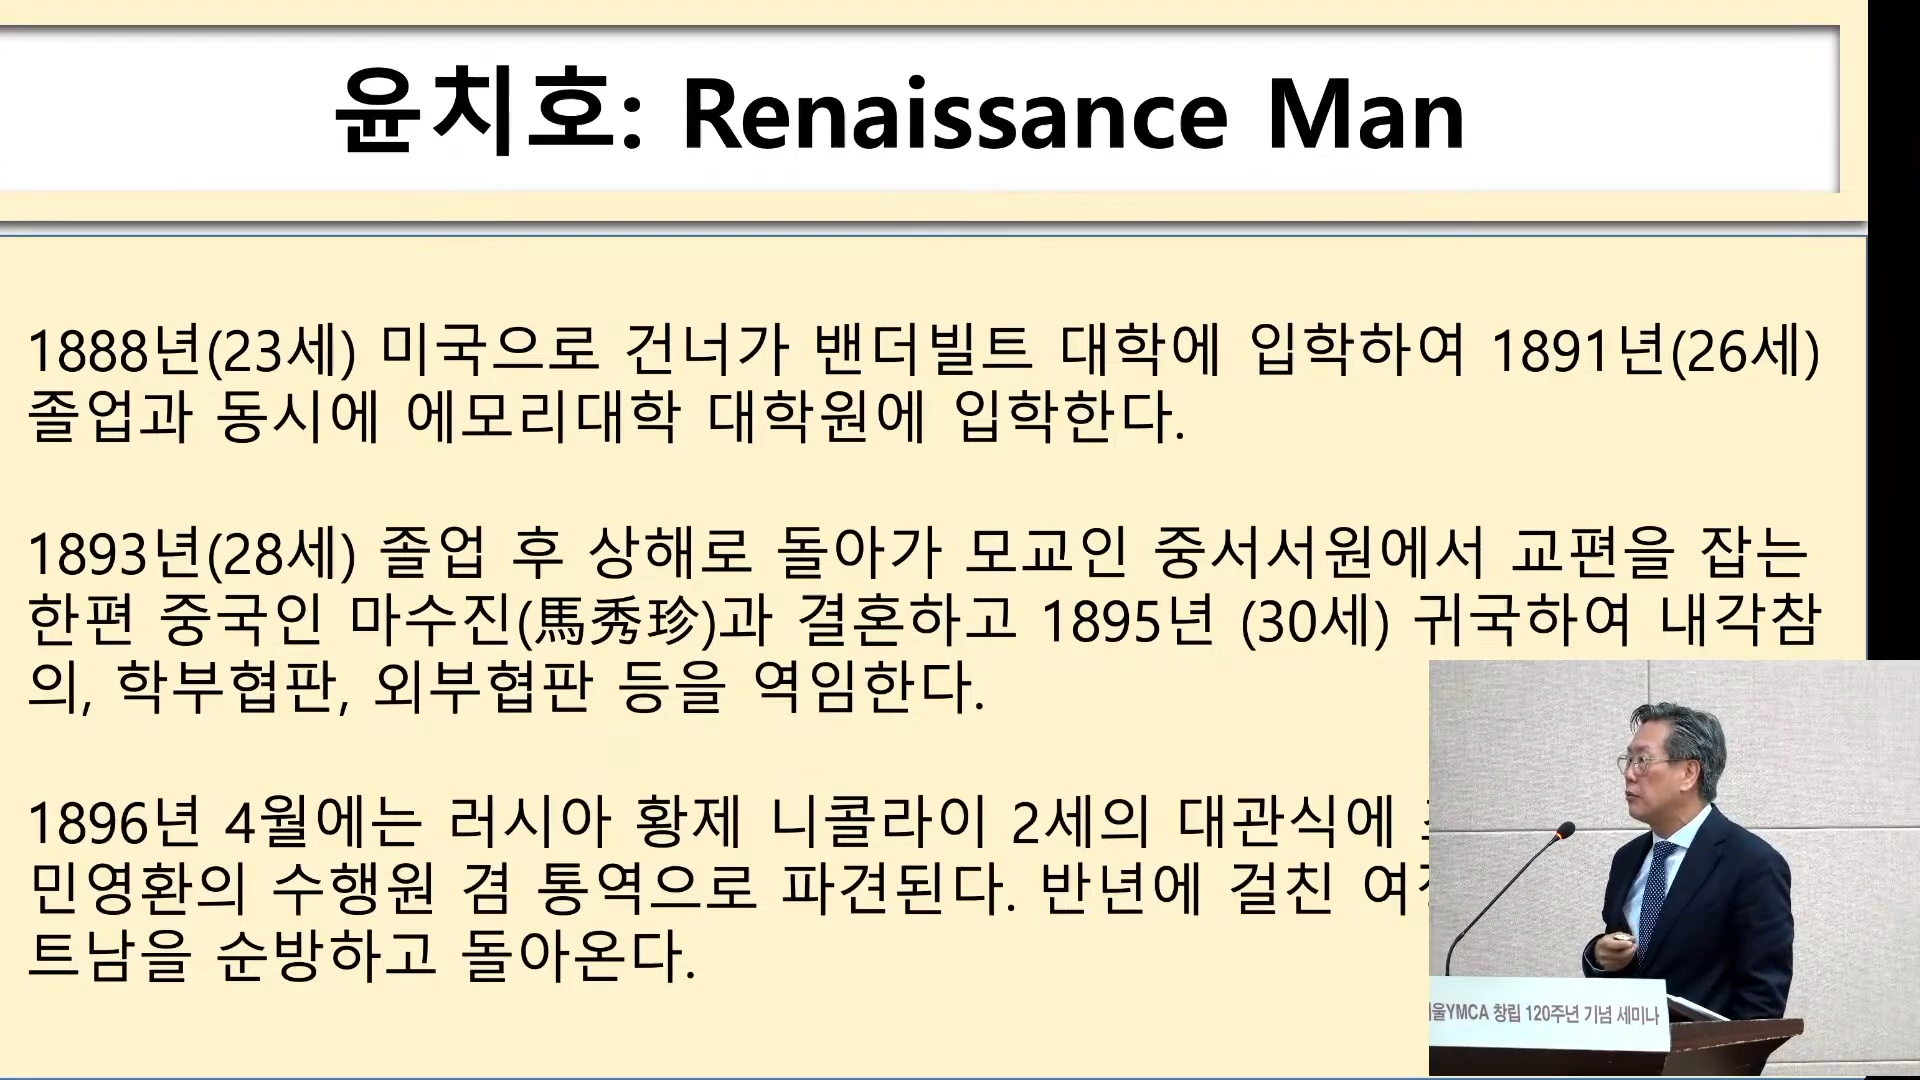 윤치호: Renaissance Man
1888년(23세) 미국으로 건너가 밴더빌트 대학에 입학하여 1891년(26세)
졸업과 동시에 에모리대학 대학원에 입학한다.
1893년(28세) 졸업 후 상해로 돌아가 모교인 중서서원에서 교편을 잡는
한편 중국인 마수진(馬秀珍)과 결혼하고 1895년 (30세) 귀국하여 내각참
의, 학부협판, 외부협판 등을 역임한다.
1896년 4월에는 러시아 황제 니콜라이 2세의 대관식에
민영환의 수행원 겸 통역으로 파견된다. 반년에 걸친
트남을 순방하고 돌아온다.
울YMCA 창립 120주년 기념 세미나